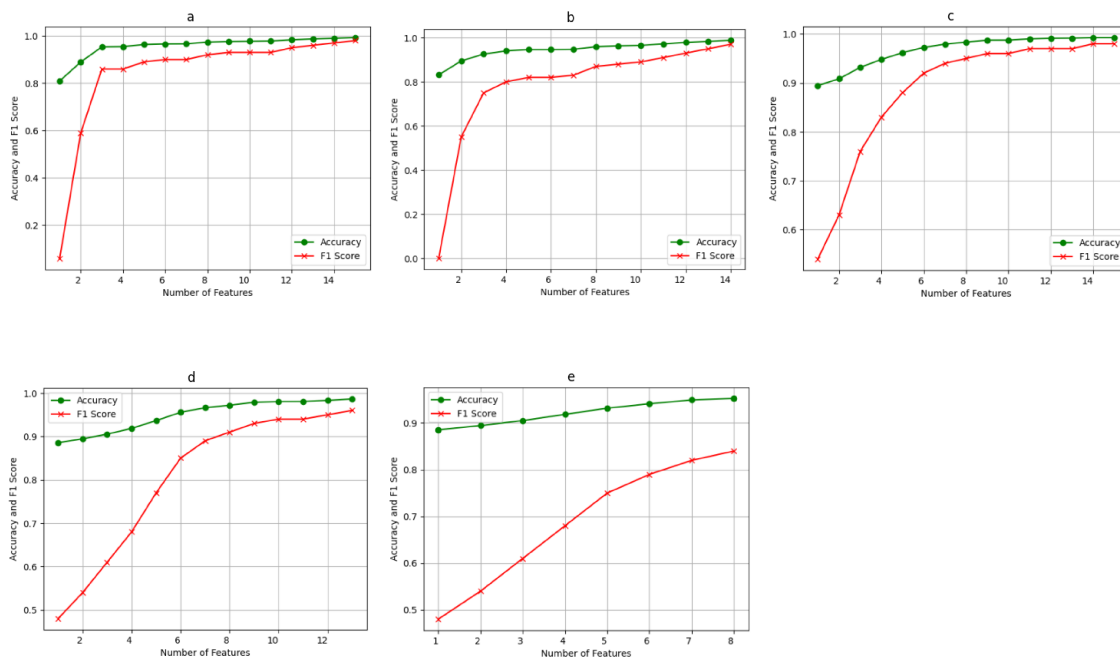 a
1.0
0.8
0.6
0.4
0.2
Accuracy and F1 Score
Accuracy
F1 Score
2 4 6 8 10 12 14
Number of Features
b
1.0
0.8
0.6
0.4
0.2
0.0
Accuracy and F1 Score
Accuracy
F1 Score
2 4 6 8 10 12 14
Number of Features
c
1.0
0.9
0.8
0.7
0.6
Accuracy and F1 Score
Accuracy
F1 Score
2 4 6 8 10 12 14
Number of Features
d
1.0
0.9
0.8
0.7
0.6
0.5
Accuracy and F1 Score
Accuracy
F1 Score
2 4 6 8 10 12
Number of Features
e
0.9
0.8
0.7
0.6
0.5
Accuracy and F1 Score
Accuracy
F1 Score
1 2 3 4 5 6 7 8
Number of Features